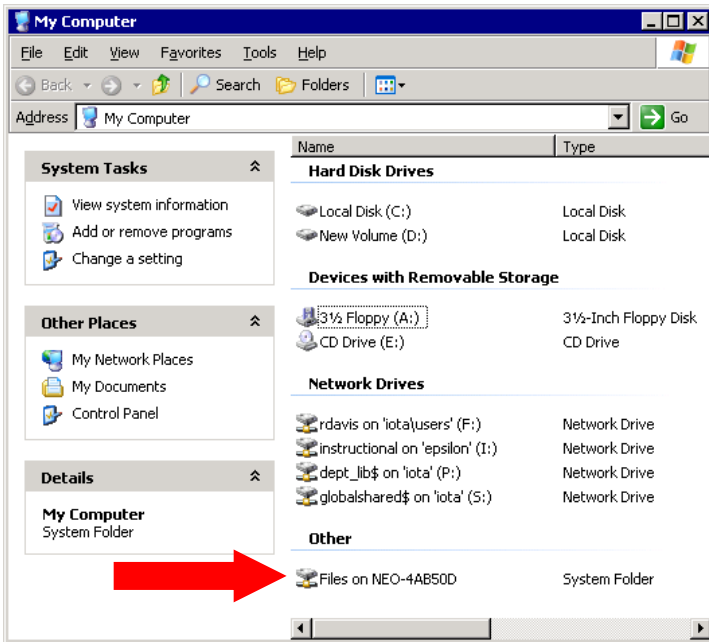 My Computer
File Edit View Favorites Tools Help
Back Search Folders
Address My Computer Go
System Tasks
View system information
Add or remove programs
Change a setting
Other Places
My Network Places
My Documents
Control Panel
Details
My Computer
System Folder
Name Type
Hard Disk Drives
Local Disk (C:) Local Disk
New Volume (D:) Local Disk
Devices with Removable Storage
3½ Floppy (A:) 3½-Inch Floppy Disk
CD Drive (E:) CD Drive
Network Drives
rdavis on 'iota\users' (F:) Network Drive
instructional on 'epsilon' (I:) Network Drive
dept_lib$ on 'iota' (P:) Network Drive
globalshared$ on 'iota' (S:) Network Drive
Other
Files on NEO-4AB50D System Folder